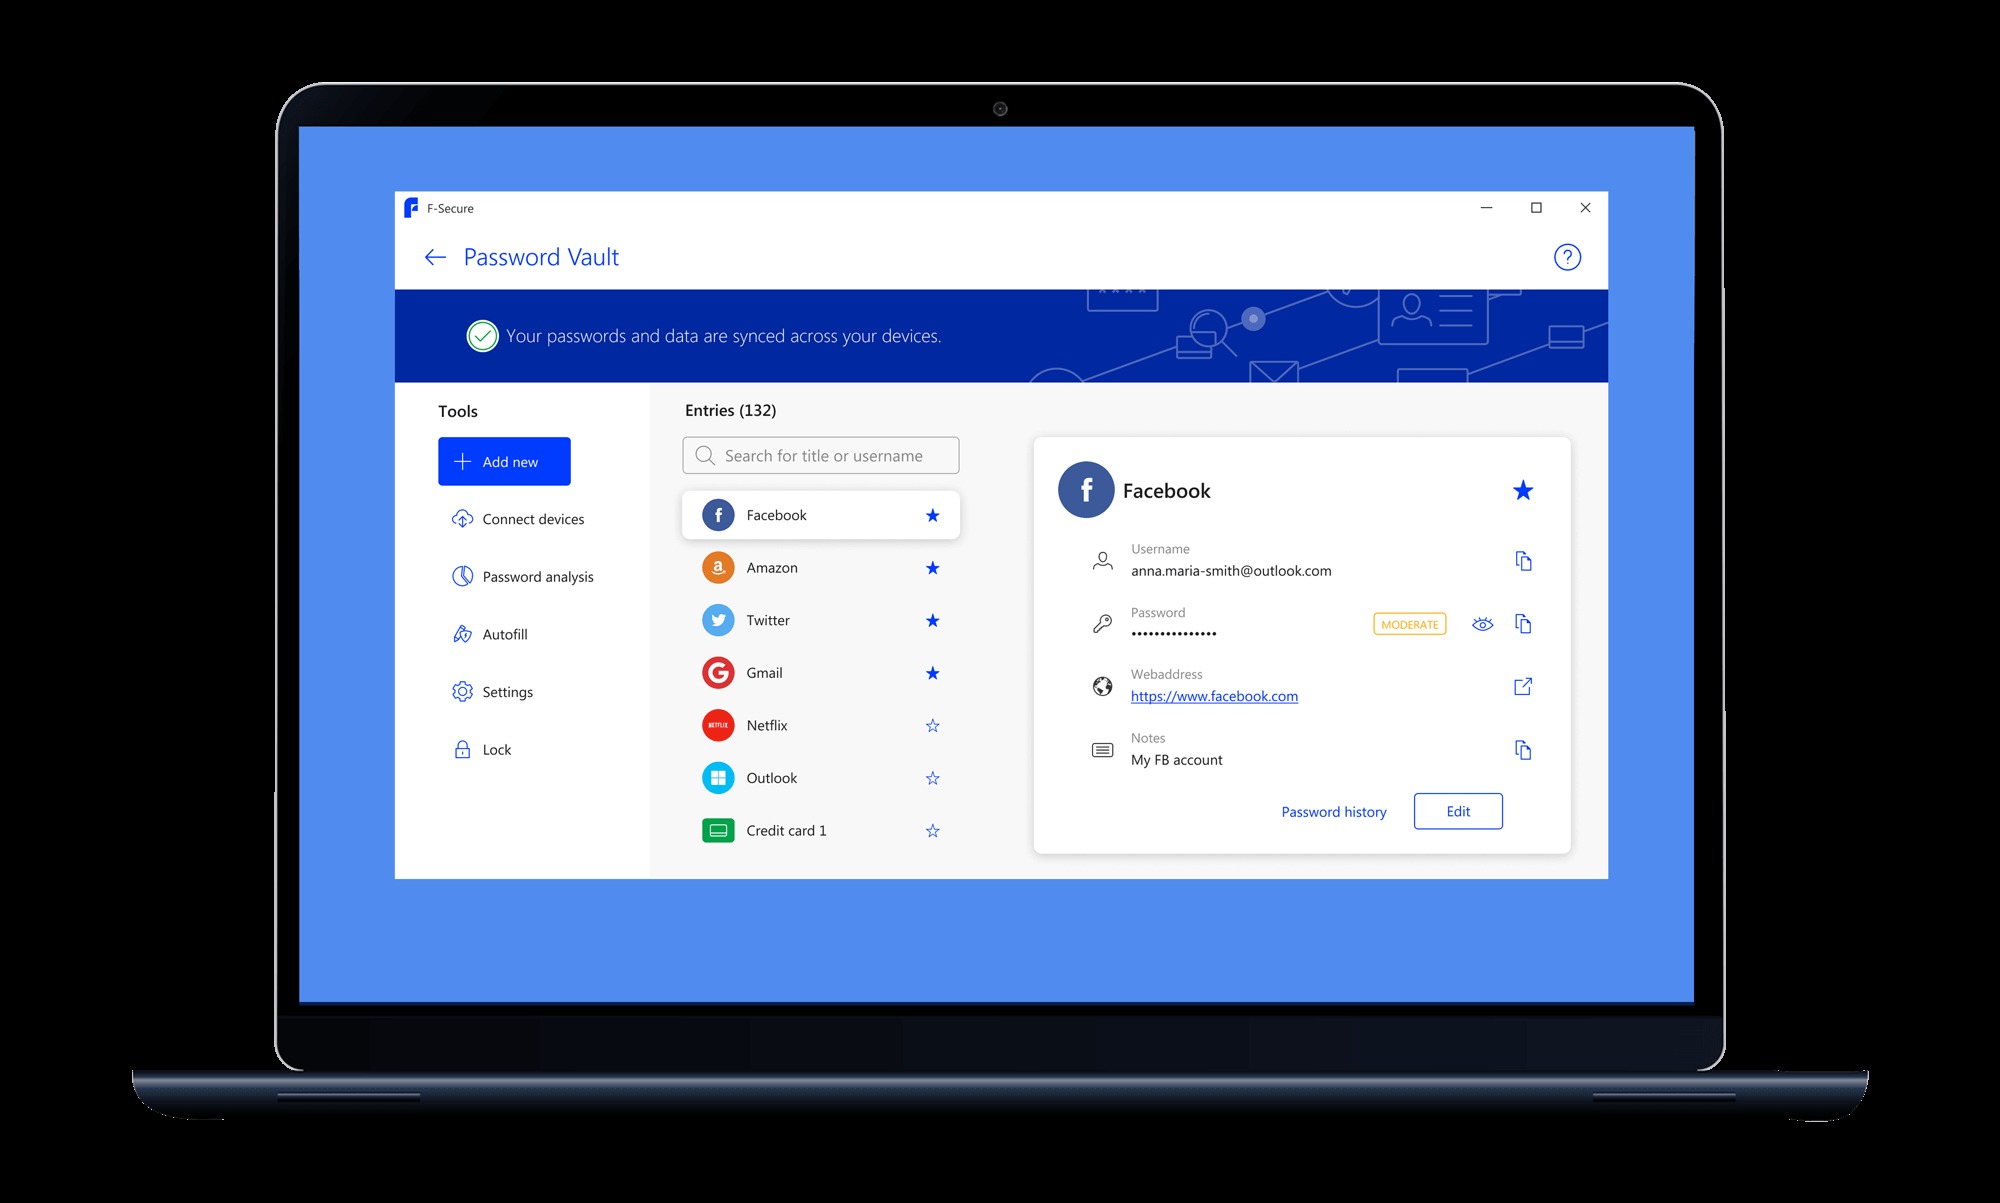 F-Secure
Password Vault
?
Your passwords and data are synced across your devices.
****
Tools
Add new
Connect devices
Password analysis
Autofill
Settings
Lock
Entries (132)
Search for title or username
f Facebook
a Amazon
Twitter
G Gmail
NETFLIX Netflix
Outlook
Credit card 1
f Facebook
Username
anna.maria-smith@outlook.com
Password
•••••••••••••••
MODERATE
Webaddress
https://www.facebook.com
Notes
My FB account
Password history
Edit